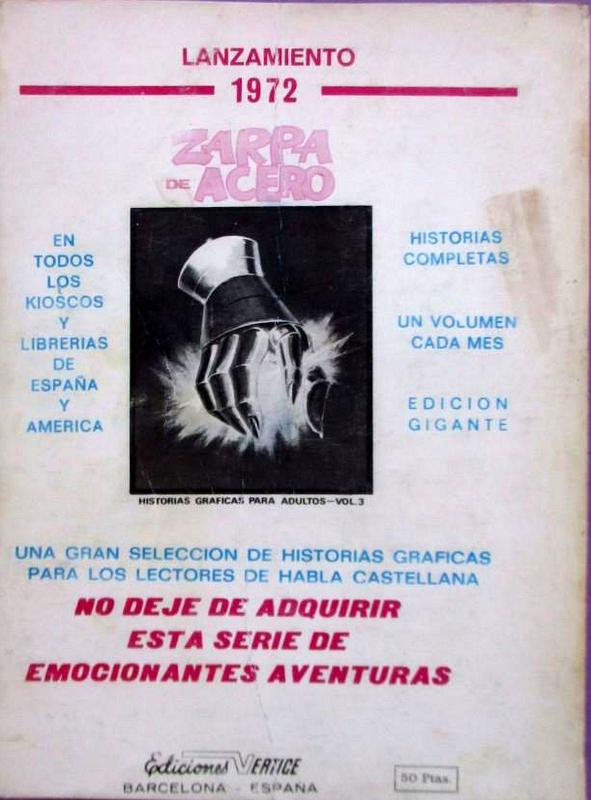 LANZAMIENTO
1972
ZARPA
DE ACERO
EN
TODOS
LOS
KIOSCOS
Y
LIBRERIAS
DE
ESPAÑA
Y
AMERICA
HISTORIAS
COMPLETAS
UN VOLUMEN
CADA MES
EDICION
GIGANTE
HISTORIAS GRAFICAS PARA ADULTOS-VOL.3
UNA GRAN SELECCION DE HISTORIAS GRAFICAS
PARA LOS LECTORES DE HABLA CASTELLANA
NO DEJE DE ADQUIRIR
ESTA SERIE DE
EMOCIONANTES AVENTURAS
Ediciones VERTICE
BARCELONA - ESPAÑA
50 Ptas.